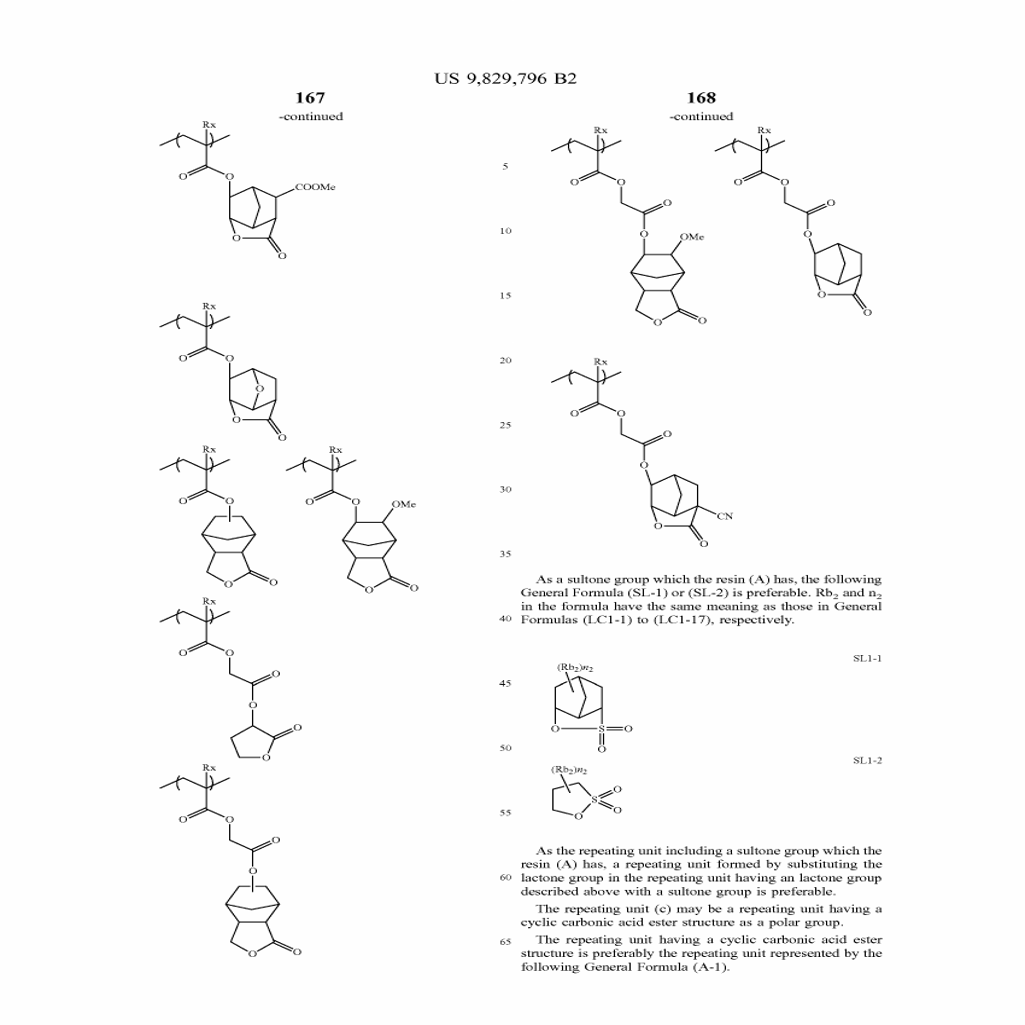 US 9,829,796 B2
167
-continued
Rx
O
O
COOMe
O
O
Rx
O
O
O
O
O
Rx
O
O
O
O
Rx
O
O
OMe
O
O
Rx
O
O
O
O
O
O
Rx
O
O
O
O
O
O
168
-continued
Rx
O
O
O
O
OMe
O
O
Rx
O
O
O
O
O
O
Rx
O
O
O
O
CN
O
O
5
10
15
20
25
30
35
As a sultone group which the resin (A) has, the following
General Formula (SL-1) or (SL-2) is preferable. Rb2 and n2
in the formula have the same meaning as those in General
40 Formulas (LC1-1) to (LC1-17), respectively.
SL1-1
(Rb2)n2
45
O
S
O
O
50
SL1-2
(Rb2)n2
O
S
O
O
55
As the repeating unit including a sultone group which the
resin (A) has, a repeating unit formed by substituting the
60 lactone group in the repeating unit having an lactone group
described above with a sultone group is preferable.
The repeating unit (c) may be a repeating unit having a
cyclic carbonic acid ester structure as a polar group.
65 The repeating unit having a cyclic carbonic acid ester
structure is preferably the repeating unit represented by the
following General Formula (A-1).